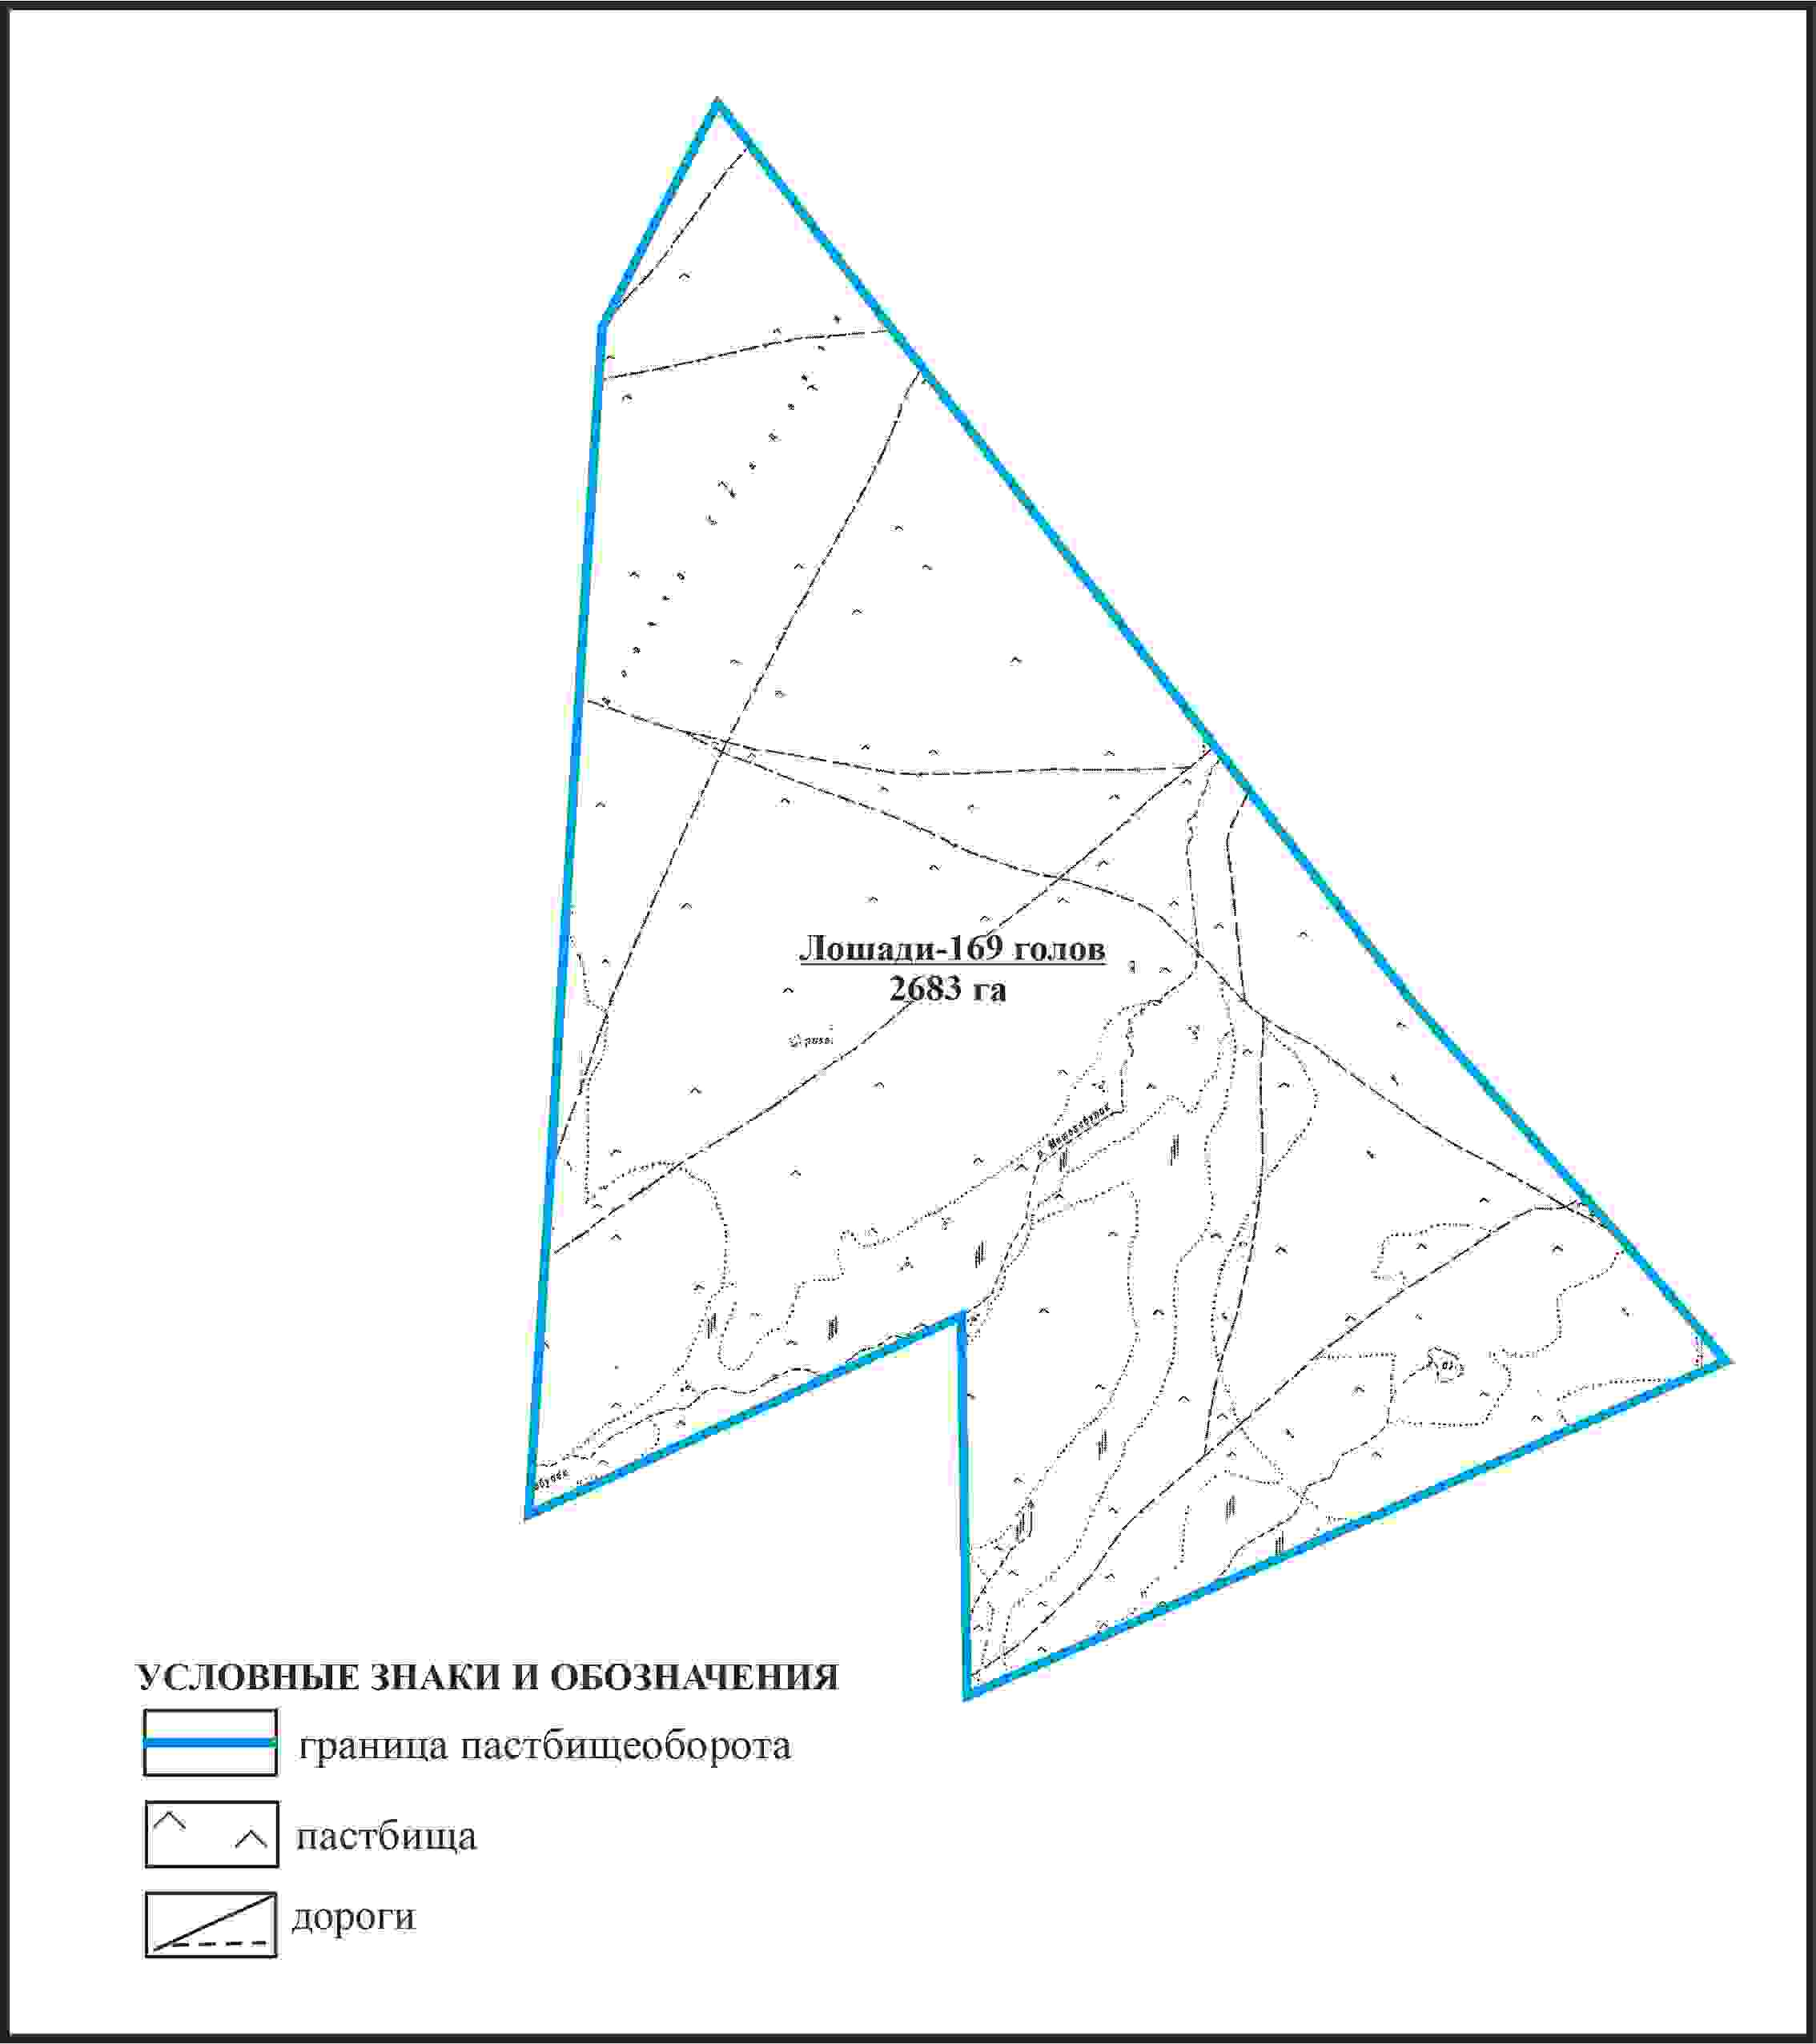 Лошади-169 голов
2683 га
УСЛОВНЫЕ ЗНАКИ И ОБОЗНАЧЕНИЯ
граница пастбищеоборота
пастбища
дороги